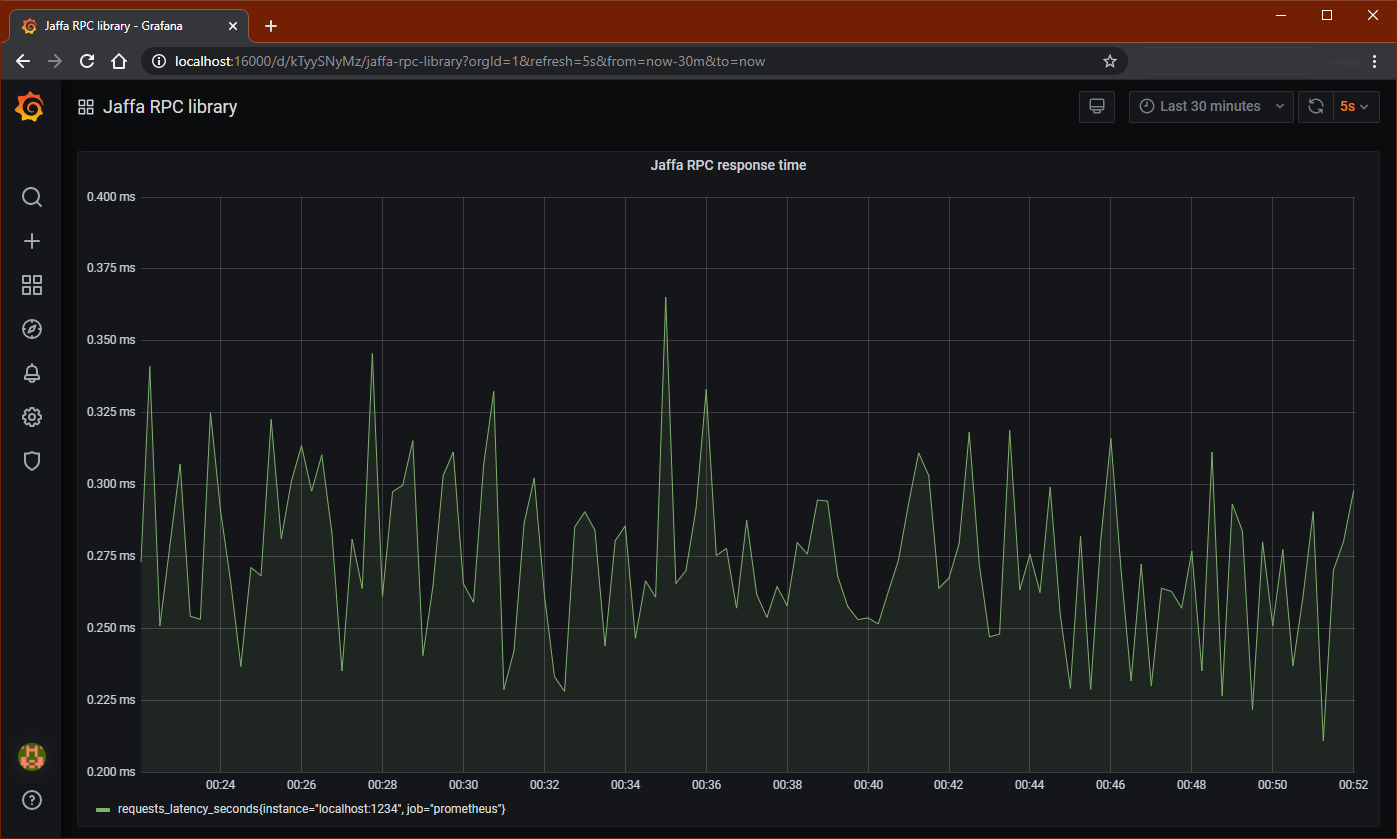 Jaffa RPC library - Grafana
localhost:16000/d/kTyySNyMz/jaffa-rpc-library?orgId=1&refresh=5s&from=now-30m&to=now
Jaffa RPC library
Last 30 minutes
5s
Jaffa RPC response time
0.400 ms
0.375 ms
0.350 ms
0.325 ms
0.300 ms
0.275 ms
0.250 ms
0.225 ms
0.200 ms
00:24 00:26 00:28 00:30 00:32 00:34 00:36 00:38 00:40 00:42 00:44 00:46 00:48 00:50 00:52
requests_latency_seconds{instance="localhost:1234", job="prometheus"}